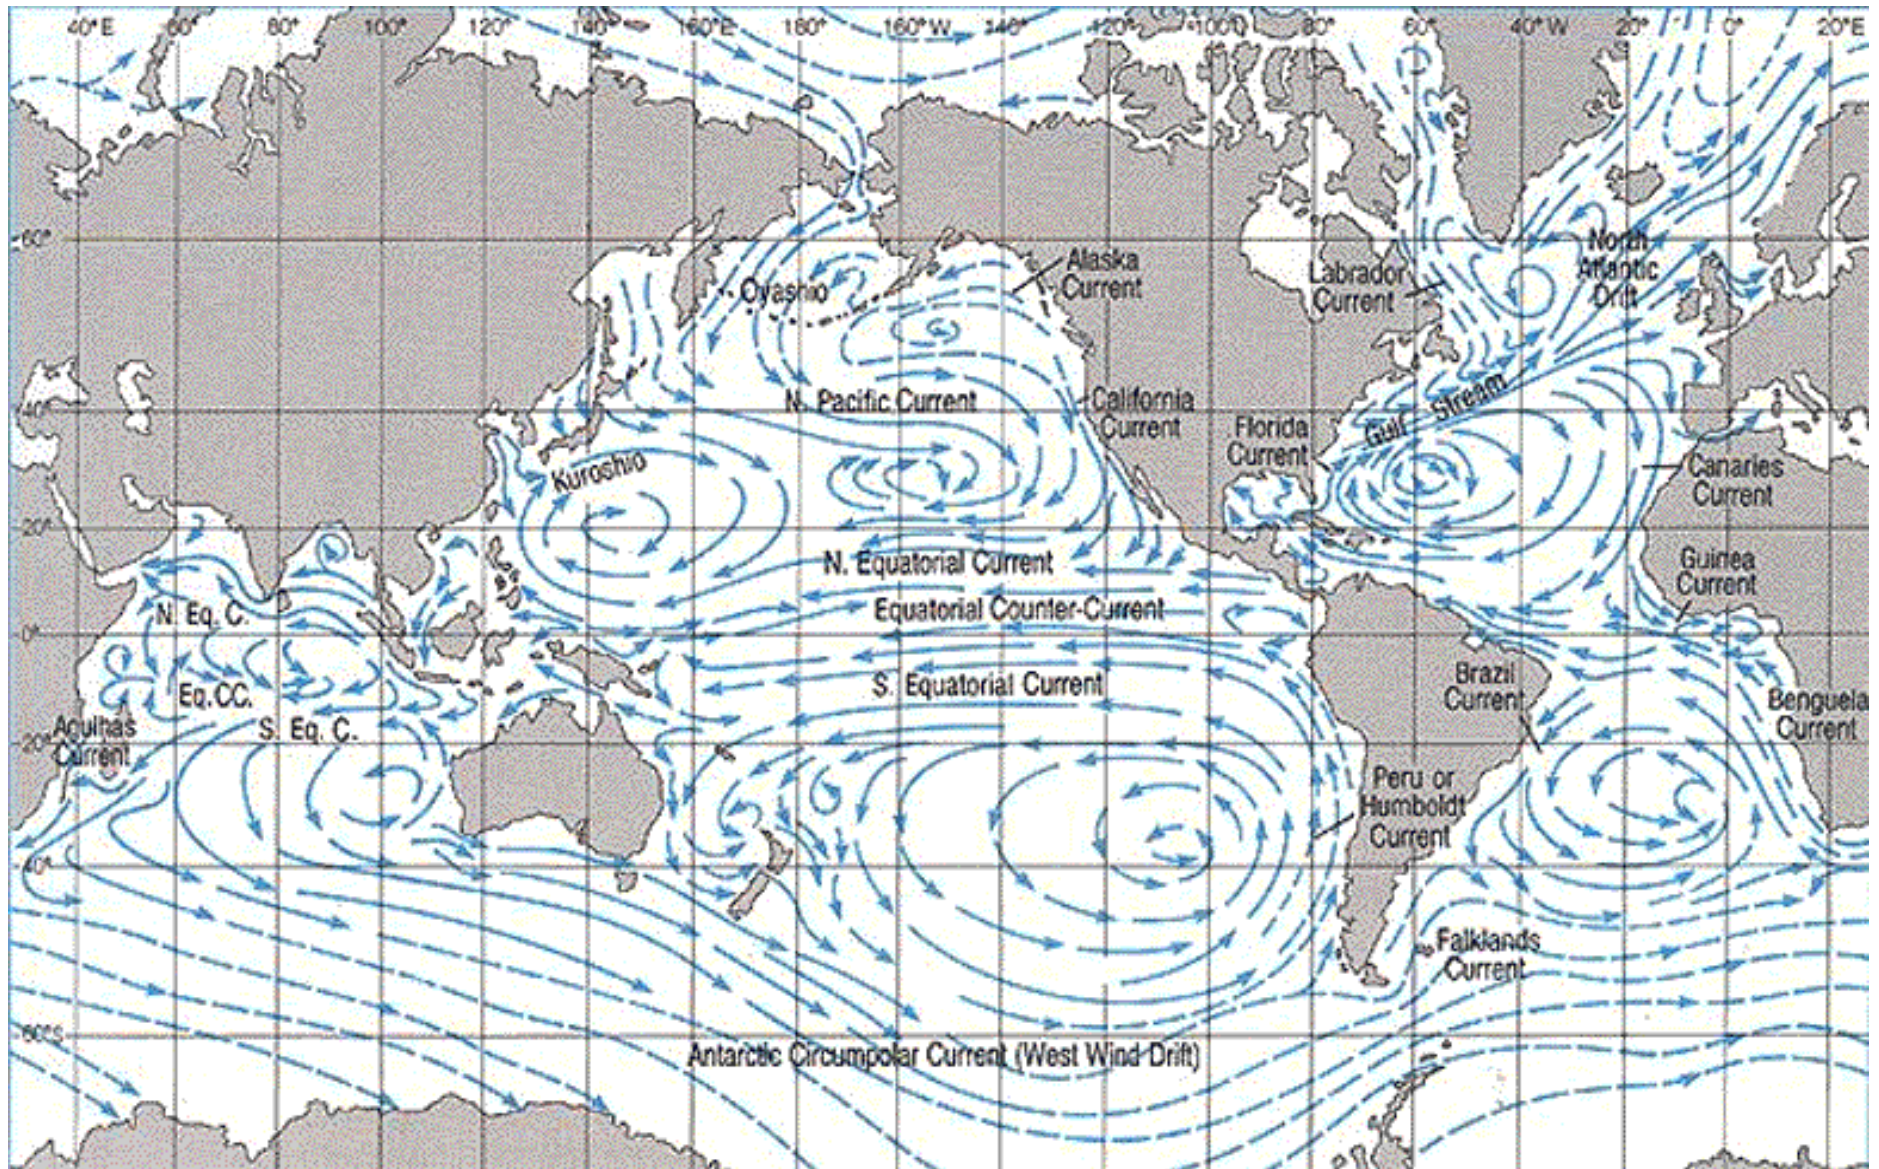 40°E 60° 80° 100° 120° 140° 160°E 180° 160°W 140° 120° 100° 80° 60° 40°W 20° 0° 20°E
60°
Alaska
Current
Oyashio
Labrador
Current
North
Atlantic
Drift
40°
N. Pacific Current
California
Current
Florida
Current
Gulf Stream
Kuroshio
Canaries
Current
20°
N. Equatorial Current
Guinea
Current
N. Eq. C.
Equatorial Counter-Current
0°
Eq.CC.
S. Equatorial Current
Brazil
Current
Benguela
Current
Agulhas
Current
S. Eq. C.
20°
Peru or
Humboldt
Current
40°
Falklands
Current
60°S
Antarctic Circumpolar Current (West Wind Drift)